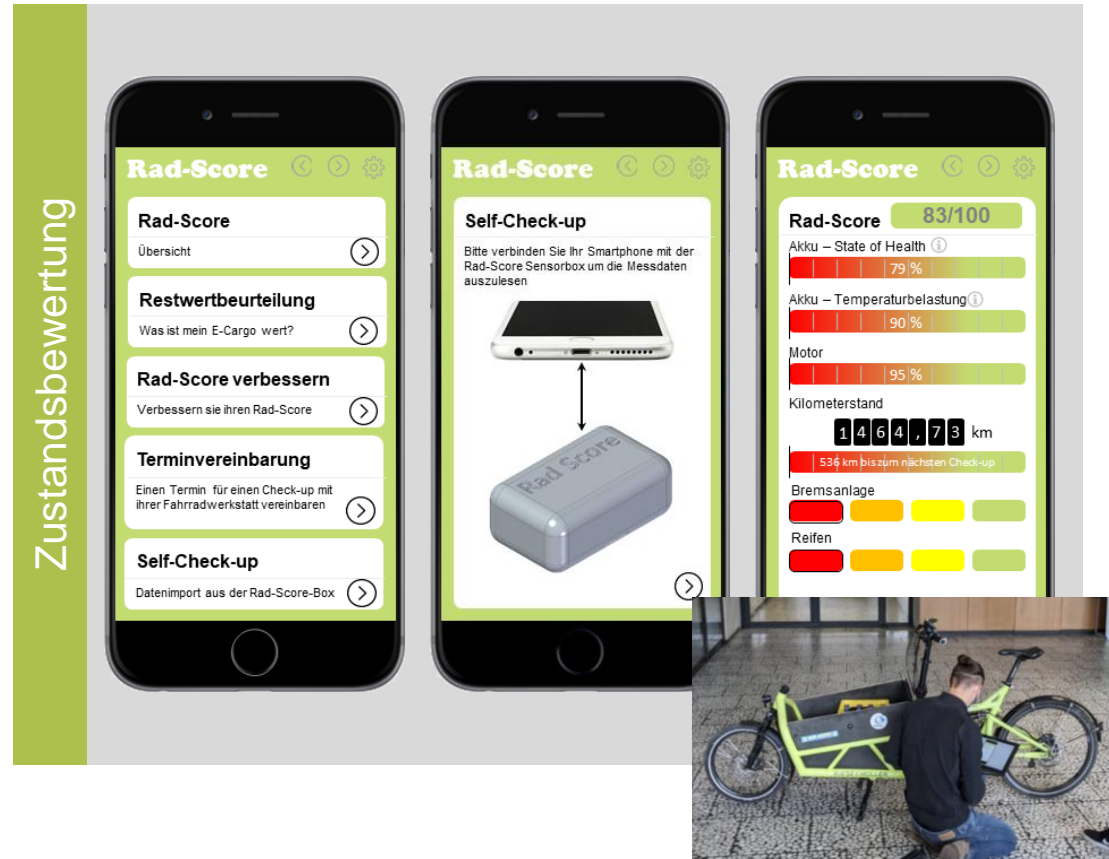 Zustandsbewertung
Rad-Score
Rad-Score
Übersicht
Restwertbeurteilung
Was ist mein E-Cargo wert?
Rad-Score verbessern
Verbessern sie ihren Rad-Score
Terminvereinbarung
Einen Termin für einen Check-up mit
ihrer Fahrradwerkstatt vereinbaren
Self-Check-up
Datenimport aus der Rad-Score-Box
Rad-Score
Self-Check-up
Bitte verbinden Sie Ihr Smartphone mit der
Rad-Score Sensorbox um die Messdaten
auszulesen
Rad Score
Rad-Score
Rad-Score 83/100
Akku – State of Health
79 %
Akku – Temperaturbelastung
90 %
Motor
95 %
Kilometerstand
1464,73 km
536 km bis zum nächsten Check-up
Bremsanlage
Reifen